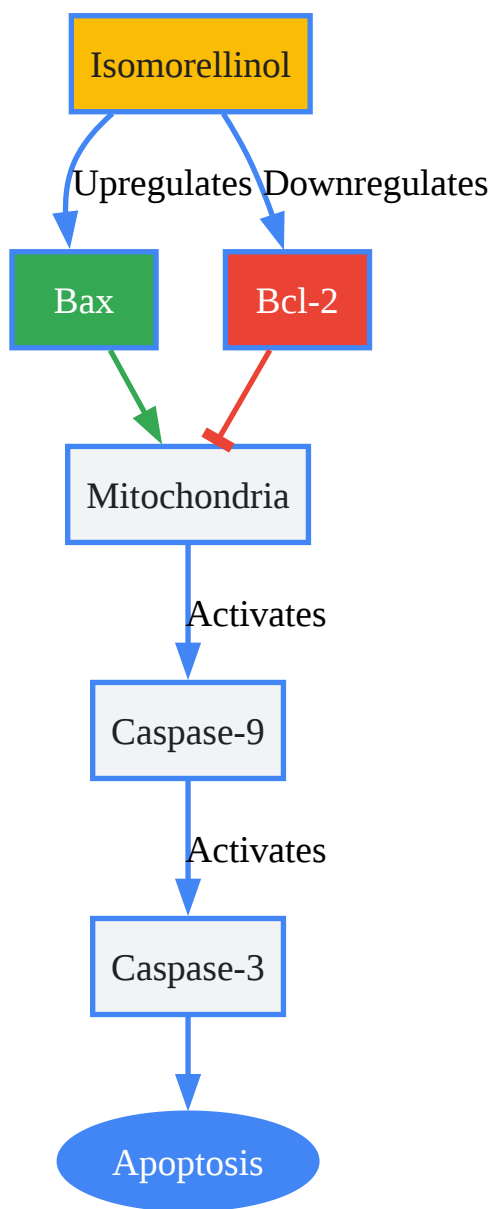 Isomorellinol
Upregulates
Downregulates
Bax
Bcl-2
Mitochondria
Activates
Caspase-9
Activates
Caspase-3
Apoptosis